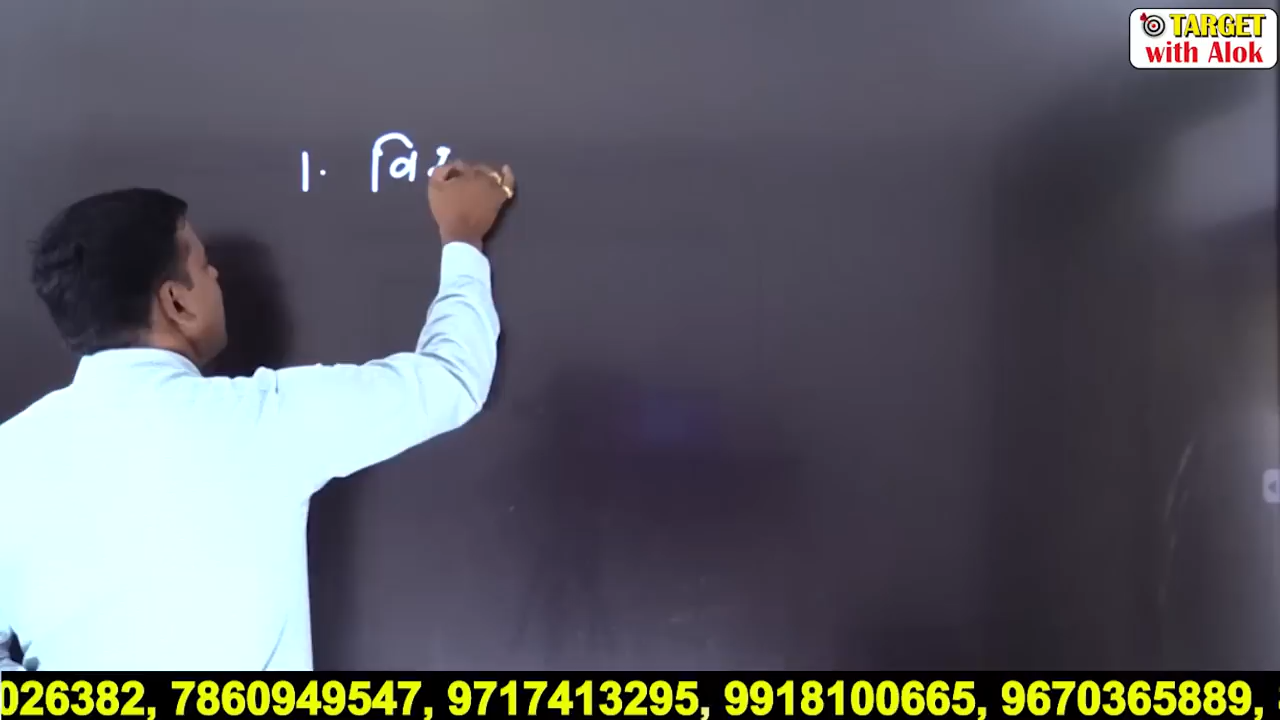 TARGET
with Alok
1. वि
026382, 7860949547, 9717413295, 9918100665, 9670365889,